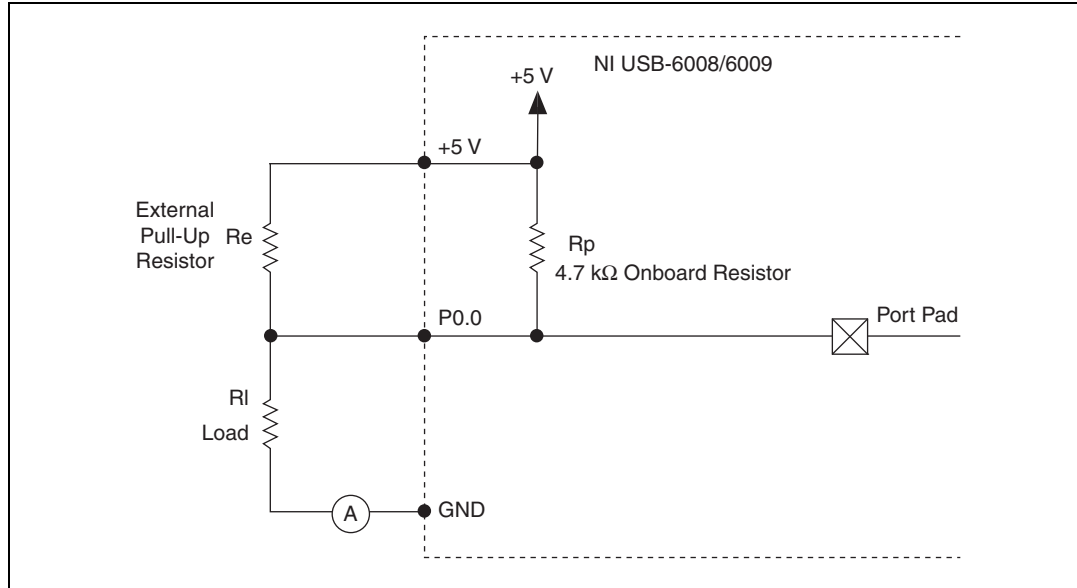 NI USB-6008/6009
+5 V
+5 V
External
Pull-Up
Resistor
Re
Rp
4.7 kΩ Onboard Resistor
P0.0
Port Pad
Rl
Load
A
GND